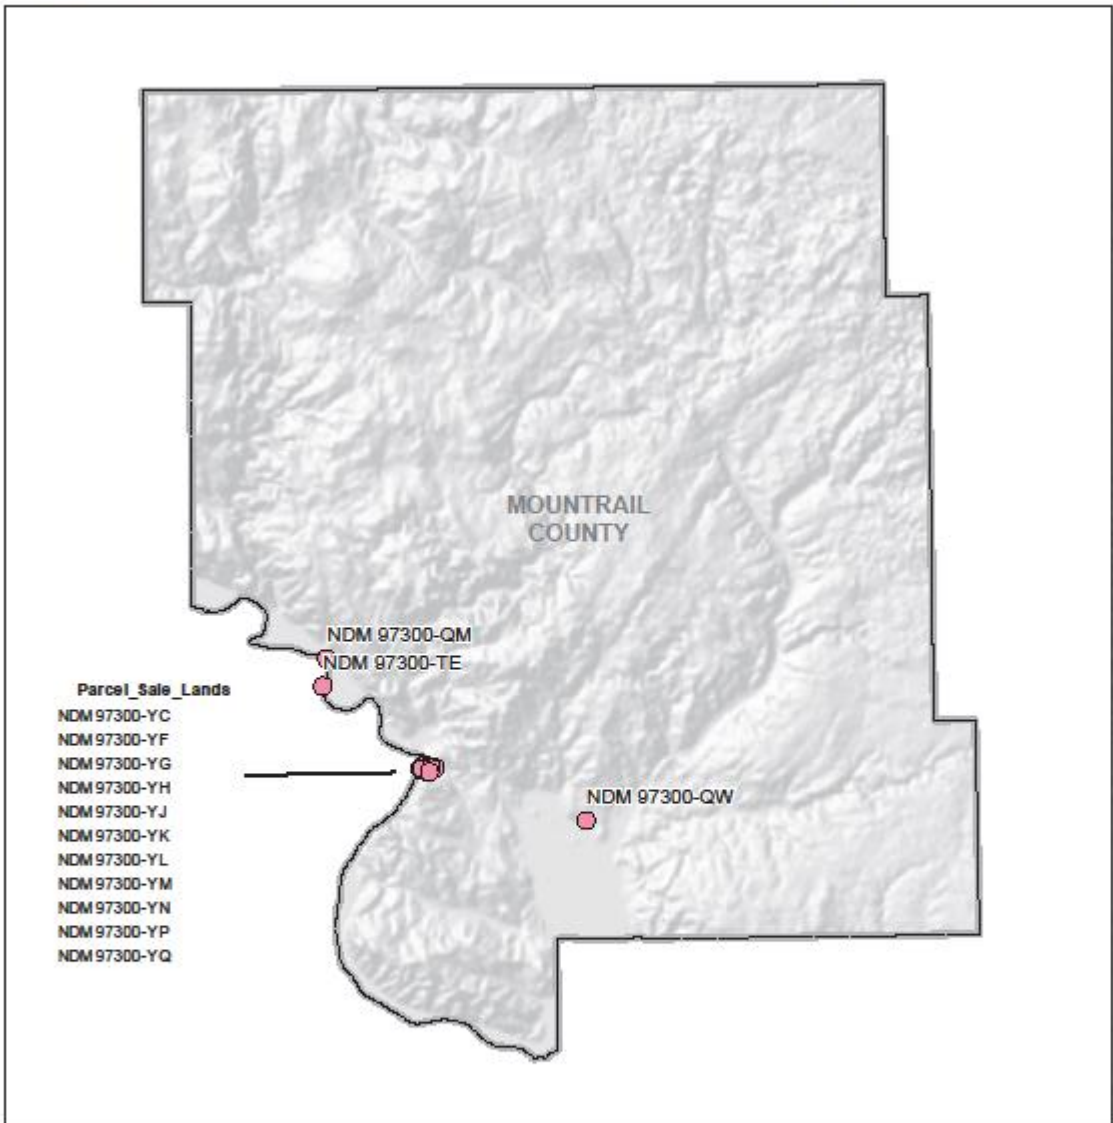 MOUNTRAIL
COUNTY
NDM 97300-QM
NDM 97300-TE
Parcel_Sale_Lands
NDM 97300-YC
NDM 97300-YF
NDM 97300-YG
NDM 97300-YH
NDM 97300-YJ
NDM 97300-YK
NDM 97300-YL
NDM 97300-YM
NDM 97300-YN
NDM 97300-YP
NDM 97300-YQ
NDM 97300-QW